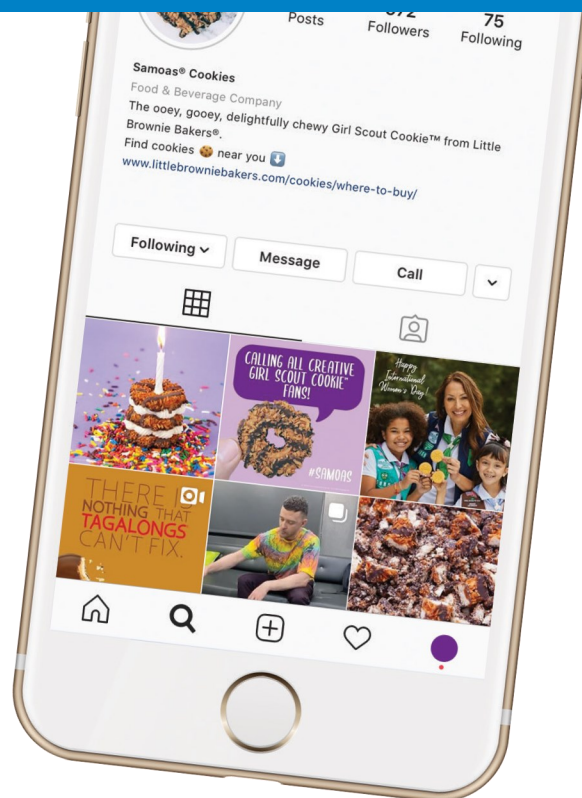 Posts
Followers
75
Following
Samoas® Cookies
Food & Beverage Company
The ooey, gooey, delightfully chewy Girl Scout Cookie™ from Little
Brownie Bakers®.
Find cookies 🍪 near you ⬇️
www.littlebrowniebakers.com/cookies/where-to-buy/
Following
Message
Call
CALLING ALL CREATIVE
GIRL SCOUT COOKIE™
FANS!
#SAMOAS
Happy
International
Women's Day!
THERE IS
NOTHING THAT
TAGALONGS
CAN'T FIX.